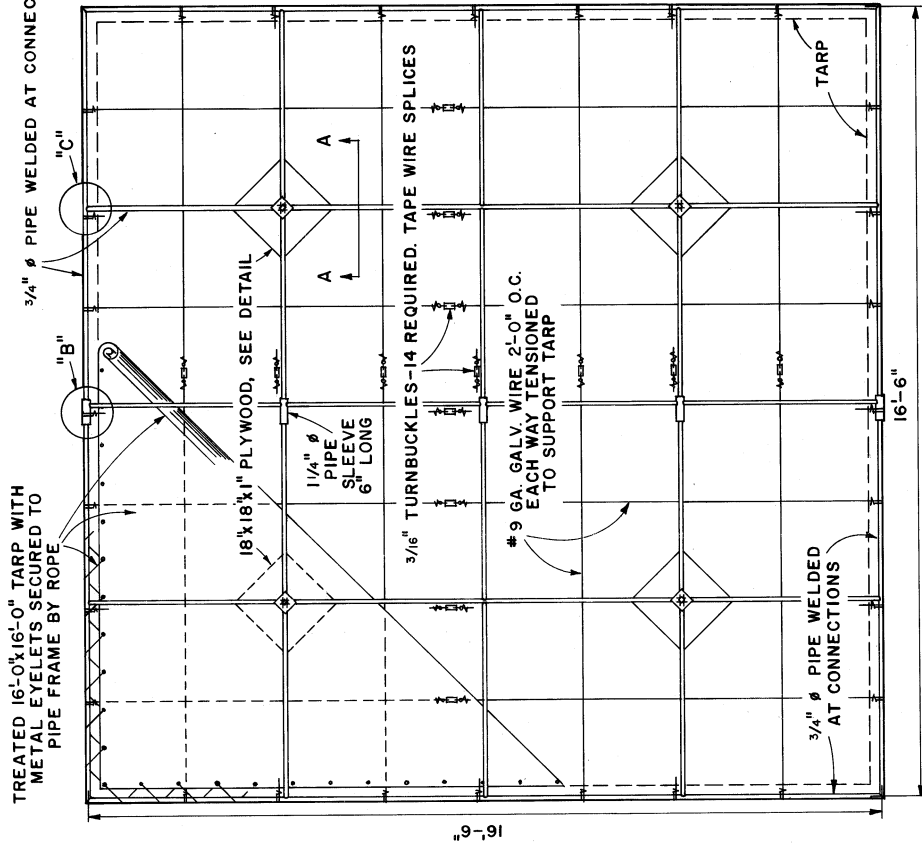 TREATED 16'-0"x16'-0" TARP WITH
METAL EYELETS SECURED TO
PIPE FRAME BY ROPE
"B"
3/4" ø PIPE WELDED AT CONNEC
"C"
18"x18"x1" PLYWOOD, SEE DETAIL
A
A
1 1/4" ø
PIPE
SLEEVE
6" LONG
3/16" TURNBUCKLES-14 REQUIRED. TAPE WIRE SPLICES
#9 GA. GALV. WIRE 2'-0" O.C.
EACH WAY TENSIONED
TO SUPPORT TARP
TARP
3/4" ø PIPE WELDED
AT CONNECTIONS
16'-6"
16'-6"